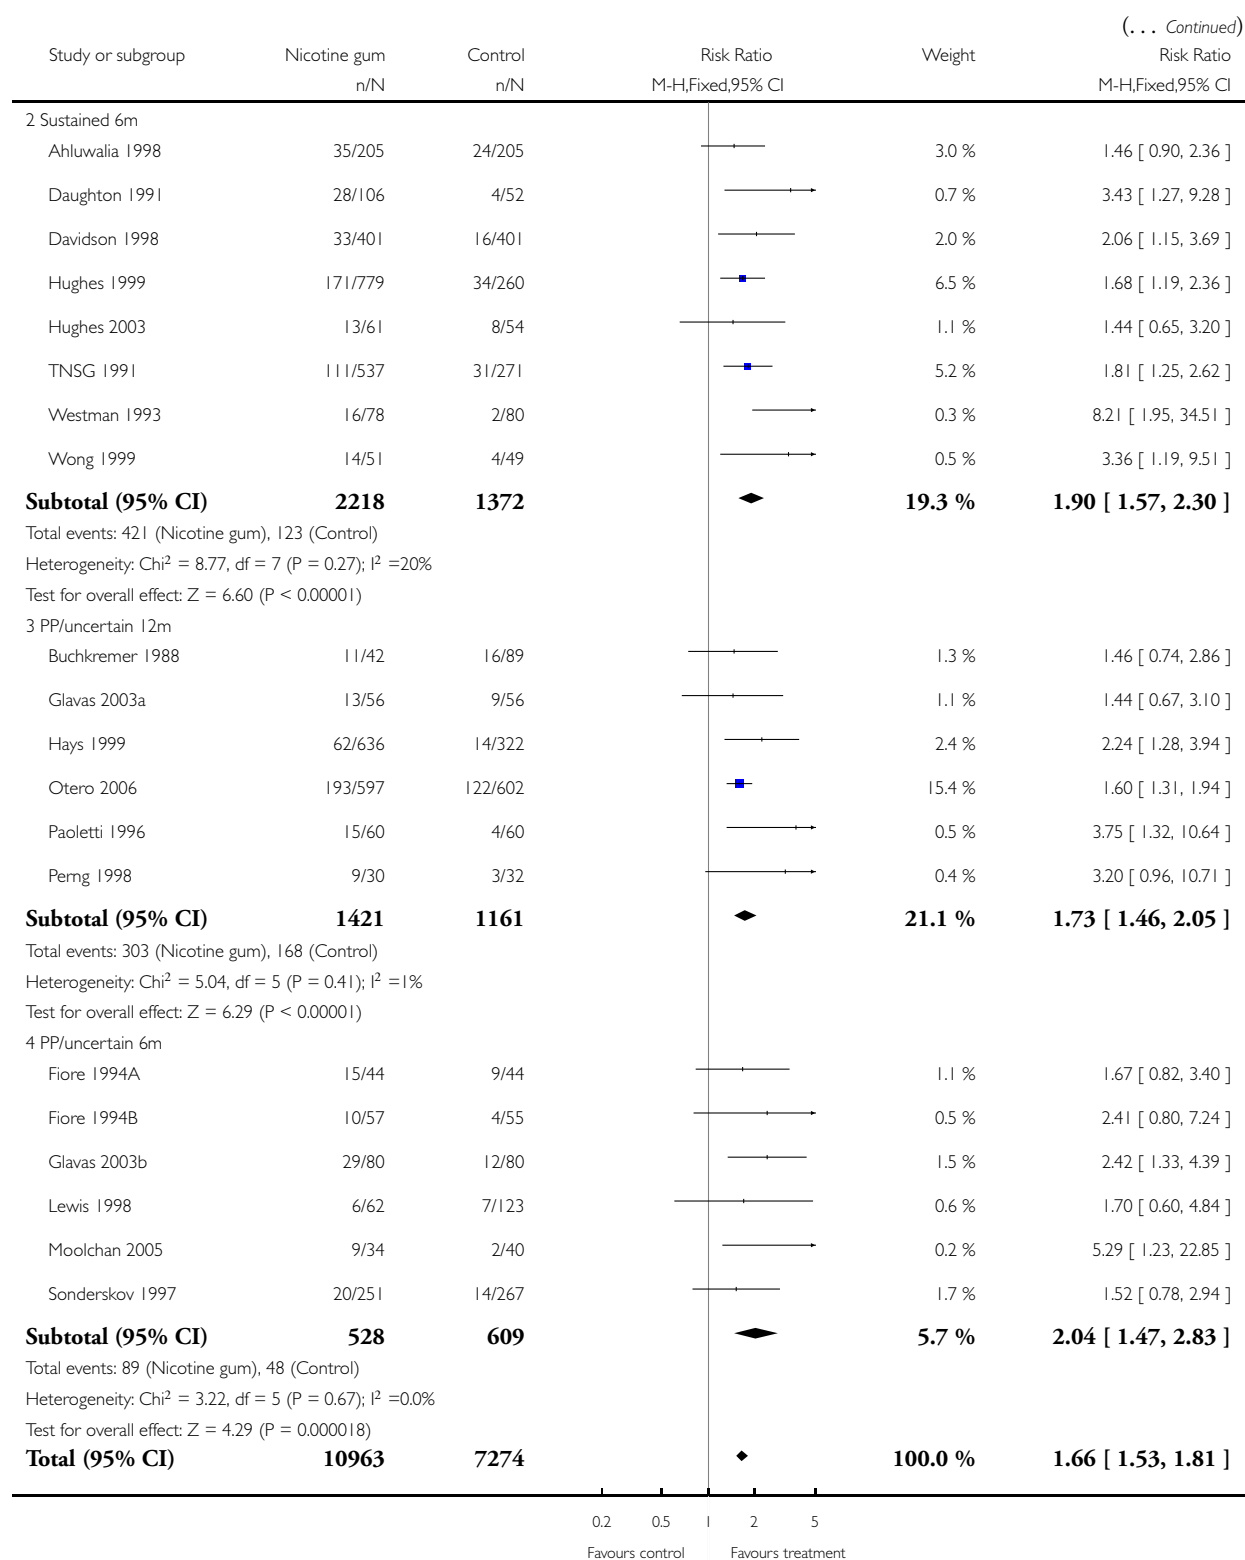 (... Continued)
Study or subgroup Nicotine gum Control Risk Ratio Weight Risk Ratio
n/N n/N M-H,Fixed,95% CI M-H,Fixed,95% CI
2 Sustained 6m
Ahluwalia 1998 35/205 24/205 3.0 % 1.46 [ 0.90, 2.36 ]
Daughton 1991 28/106 4/52 0.7 % 3.43 [ 1.27, 9.28 ]
Davidson 1998 33/401 16/401 2.0 % 2.06 [ 1.15, 3.69 ]
Hughes 1999 171/779 34/260 6.5 % 1.68 [ 1.19, 2.36 ]
Hughes 2003 13/61 8/54 1.1 % 1.44 [ 0.65, 3.20 ]
TNSG 1991 111/537 31/271 5.2 % 1.81 [ 1.25, 2.62 ]
Westman 1993 16/78 2/80 0.3 % 8.21 [ 1.95, 34.51 ]
Wong 1999 14/51 4/49 0.5 % 3.36 [ 1.19, 9.51 ]
Subtotal (95% CI) 2218 1372 19.3 % 1.90 [ 1.57, 2.30 ]
Total events: 421 (Nicotine gum), 123 (Control)
Heterogeneity: Chi² = 8.77, df = 7 (P = 0.27); I² =20%
Test for overall effect: Z = 6.60 (P < 0.00001)
3 PP/uncertain 12m
Buchkremer 1988 11/42 16/89 1.3 % 1.46 [ 0.74, 2.86 ]
Glavas 2003a 13/56 9/56 1.1 % 1.44 [ 0.67, 3.10 ]
Hays 1999 62/636 14/322 2.4 % 2.24 [ 1.28, 3.94 ]
Otero 2006 193/597 122/602 15.4 % 1.60 [ 1.31, 1.94 ]
Paoletti 1996 15/60 4/60 0.5 % 3.75 [ 1.32, 10.64 ]
Perng 1998 9/30 3/32 0.4 % 3.20 [ 0.96, 10.71 ]
Subtotal (95% CI) 1421 1161 21.1 % 1.73 [ 1.46, 2.05 ]
Total events: 303 (Nicotine gum), 168 (Control)
Heterogeneity: Chi² = 5.04, df = 5 (P = 0.41); I² =1%
Test for overall effect: Z = 6.29 (P < 0.00001)
4 PP/uncertain 6m
Fiore 1994A 15/44 9/44 1.1 % 1.67 [ 0.82, 3.40 ]
Fiore 1994B 10/57 4/55 0.5 % 2.41 [ 0.80, 7.24 ]
Glavas 2003b 29/80 12/80 1.5 % 2.42 [ 1.33, 4.39 ]
Lewis 1998 6/62 7/123 0.6 % 1.70 [ 0.60, 4.84 ]
Moolchan 2005 9/34 2/40 0.2 % 5.29 [ 1.23, 22.85 ]
Sonderskov 1997 20/251 14/267 1.7 % 1.52 [ 0.78, 2.94 ]
Subtotal (95% CI) 528 609 5.7 % 2.04 [ 1.47, 2.83 ]
Total events: 89 (Nicotine gum), 48 (Control)
Heterogeneity: Chi² = 3.22, df = 5 (P = 0.67); I² =0.0%
Test for overall effect: Z = 4.29 (P = 0.000018)
Total (95% CI) 10963 7274 100.0 % 1.66 [ 1.53, 1.81 ]
0.2 0.5 1 2 5
Favours control Favours treatment